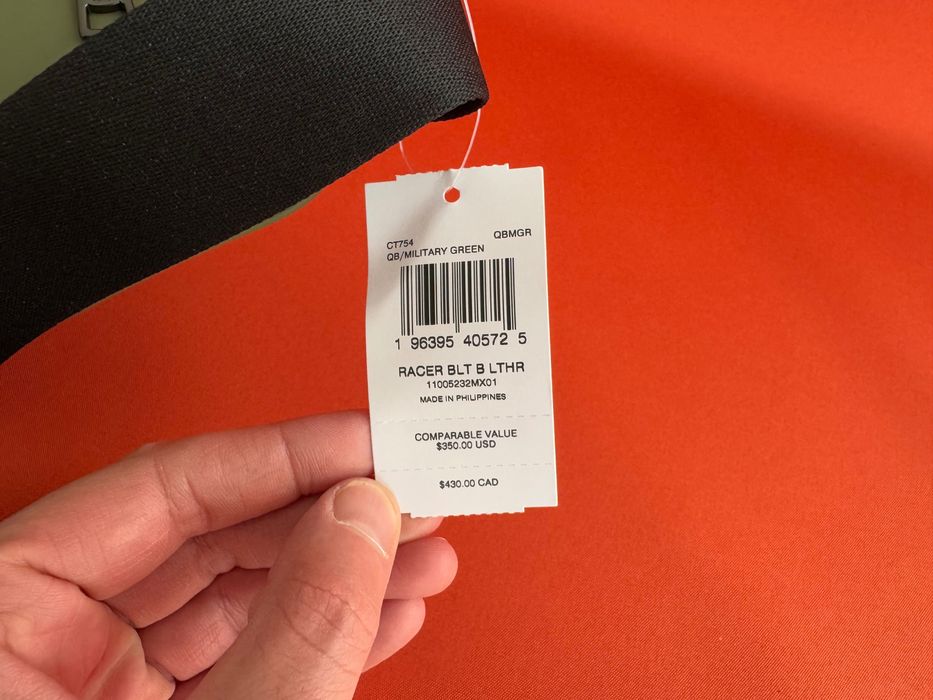 CT754 QBMGR
QB/MILITARY GREEN
1 96395 40572 5
RACER BLT B LTHR
11005232MX01
MADE IN PHILIPPINES
COMPARABLE VALUE
$350.00 USD
$430.00 CAD